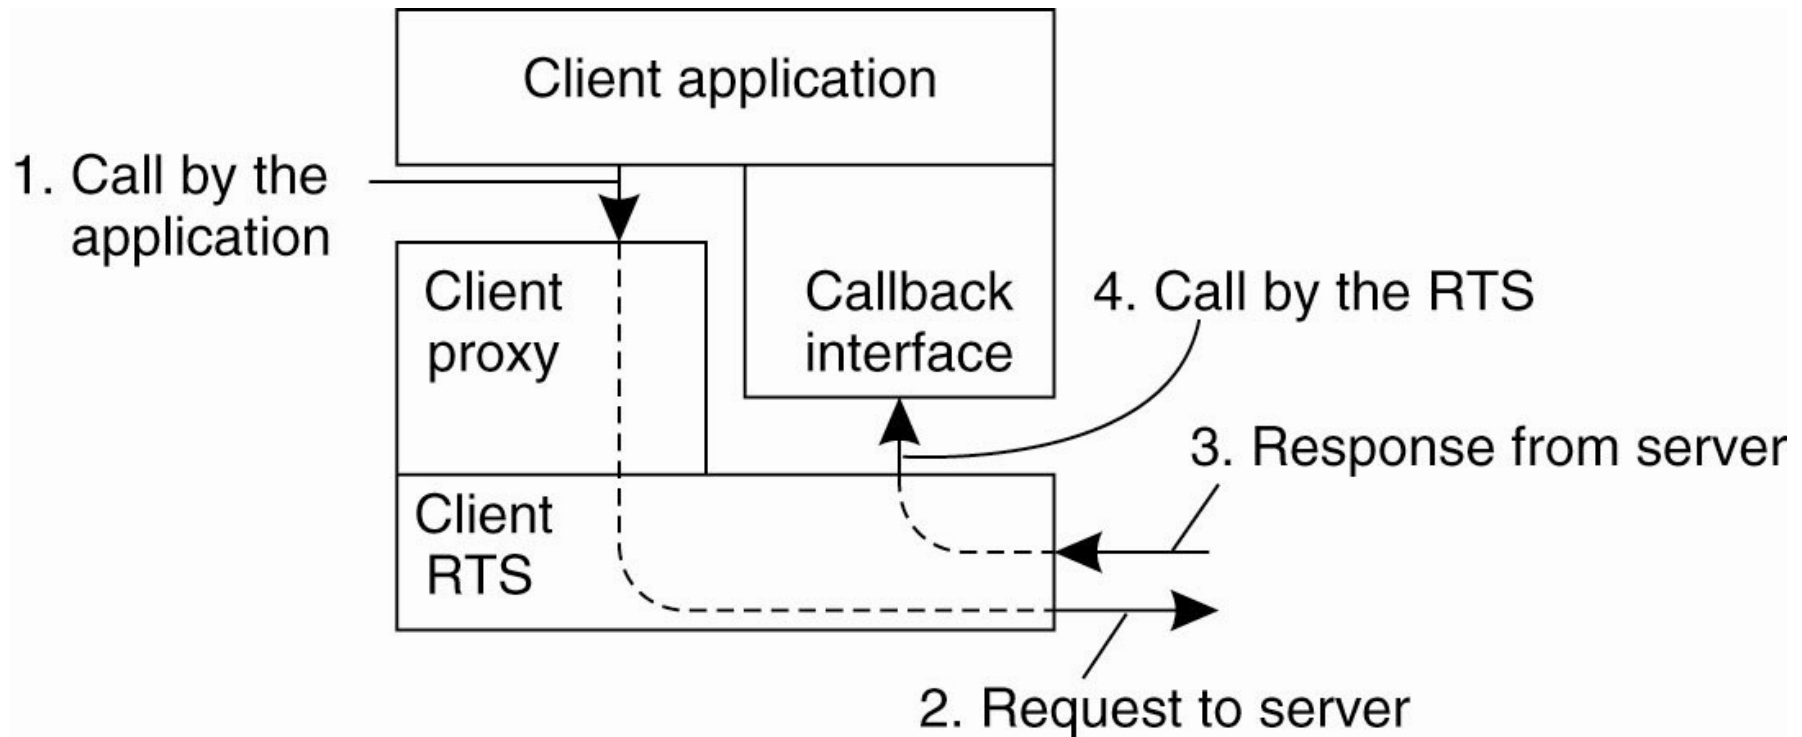 Client application
1. Call by the
application
Client
proxy
Callback
interface
4. Call by the RTS
3. Response from server
Client
RTS
2. Request to server